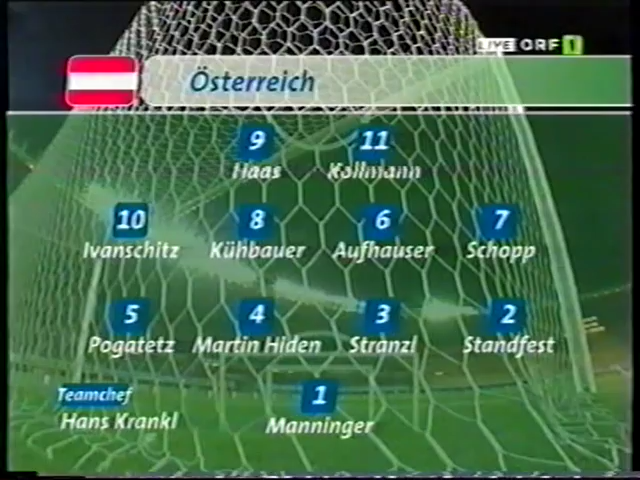 LIVE ORF 1
Österreich
9 11
Haas Kollmann
10 8 6 7
Ivanschitz Kühbauer Aufhauser Schopp
5 4 3 2
Pogatetz Martin Hiden Stranzl Standfest
Teamchef 1
Hans Krankl Manninger